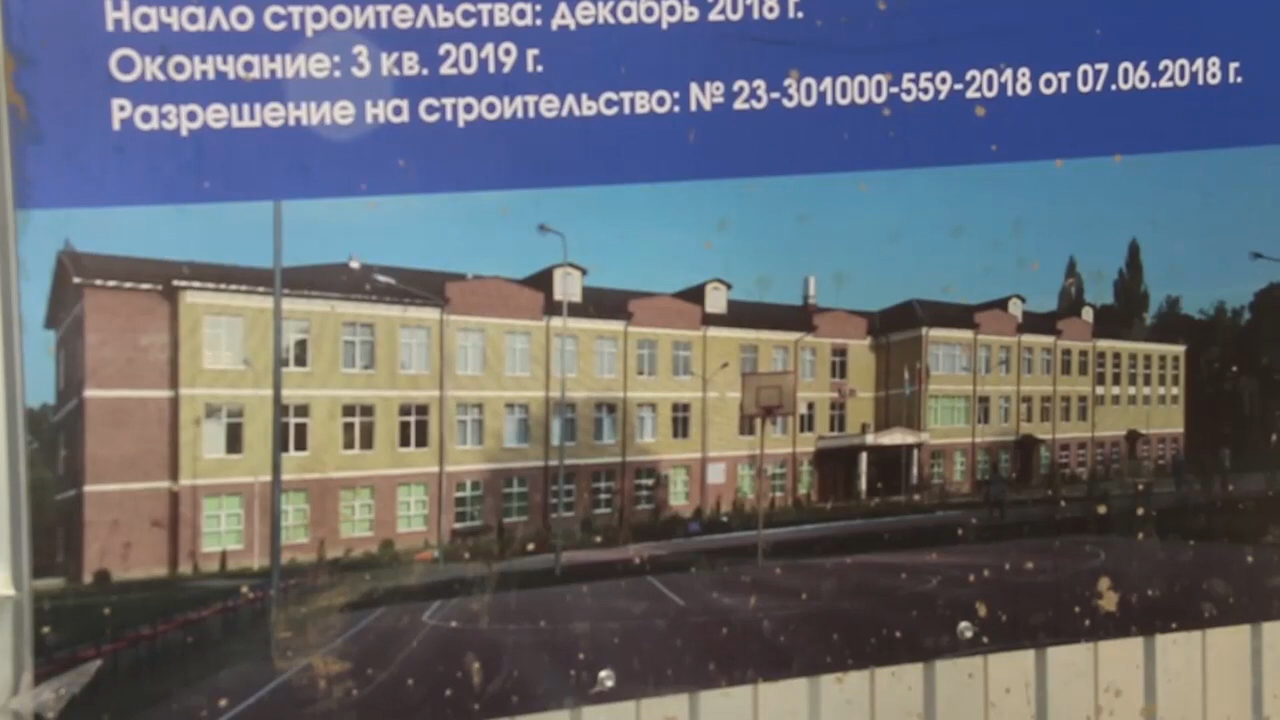 Начало строительства: декабрь 2018 г.
Окончание: 3 кв. 2019 г.
Разрешение на строительство: № 23-301000-559-2018 от 07.06.2018 г.